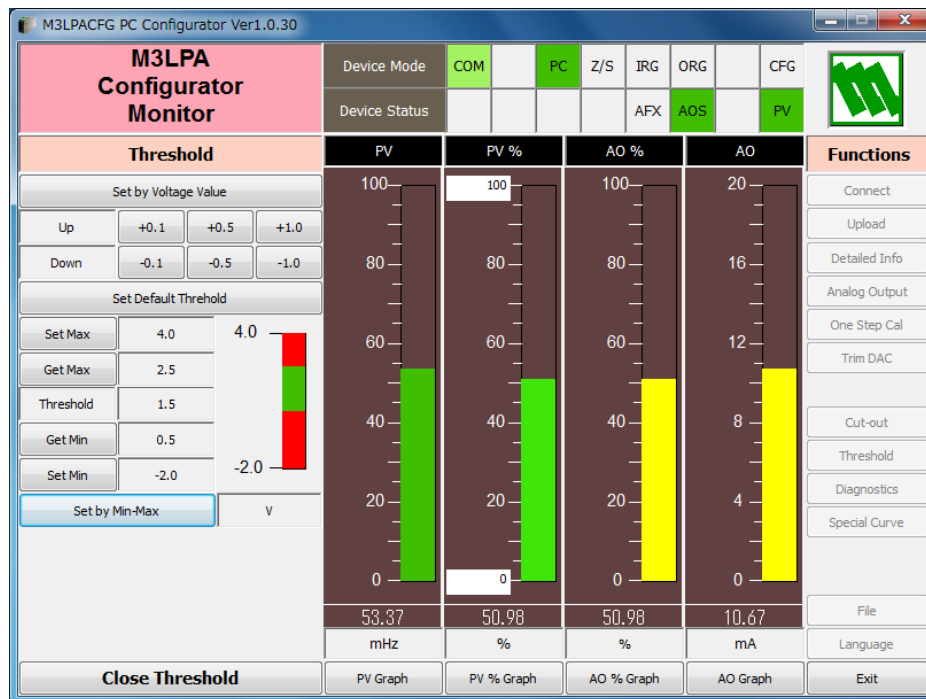 M3LPACFG PC Configurator Ver1.0.30
M3LPA
Configurator
Monitor
Device Mode COM PC Z/S IRG ORG CFG
Device Status AFX AOS PV
Threshold PV PV % AO % AO Functions
Set by Voltage Value
Up +0.1 +0.5 +1.0
Down -0.1 -0.5 -1.0
Set Default Threhold
Set Max 4.0
Get Max 2.5
Threshold 1.5
Get Min 0.5
Set Min -2.0
4.0
-2.0
Set by Min-Max V
Close Threshold
100 100 100 20
80 80 80 16
60 60 60 12
40 40 40 8
20 20 20 4
0 0 0 0
53.37 50.98 50.98 10.67
mHz % % mA
PV Graph PV % Graph AO % Graph AO Graph
Connect
Upload
Detailed Info
Analog Output
One Step Cal
Trim DAC
Cut-out
Threshold
Diagnostics
Special Curve
File
Language
Exit